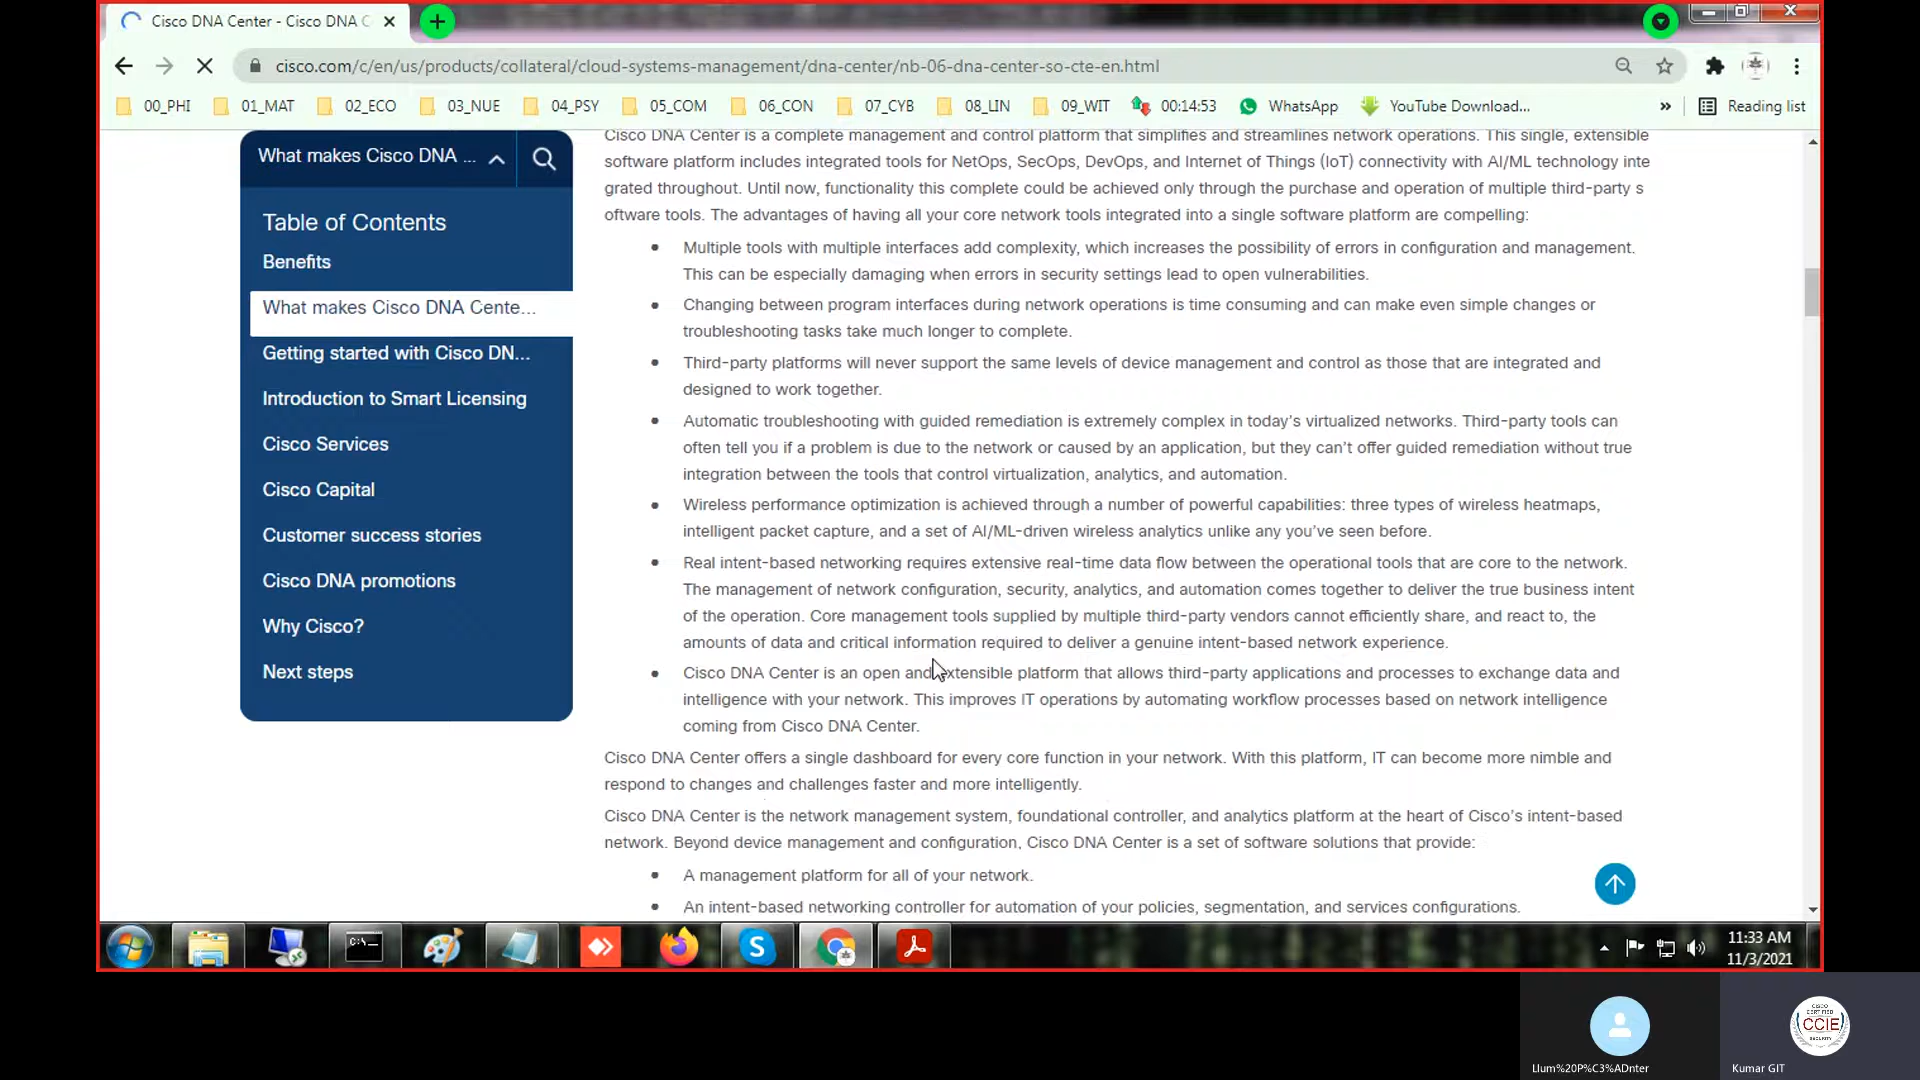 Cisco DNA Center - Cisco DNA C
cisco.com/c/en/us/products/collateral/cloud-systems-management/dna-center/nb-06-dna-center-so-cte-en.html
00_PHI 01_MAT 02_ECO 03_NUE 04_PSY 05_COM 06_CON 07_CYB 08_LIN 09_WIT 00:14:53 WhatsApp YouTube Download... » Reading list
What makes Cisco DNA ...
Table of Contents
Benefits
What makes Cisco DNA Cente...
Getting started with Cisco DN...
Introduction to Smart Licensing
Cisco Services
Cisco Capital
Customer success stories
Cisco DNA promotions
Why Cisco?
Next steps
Cisco DNA Center is a complete management and control platform that simplifies and streamlines network operations. This single, extensible
software platform includes integrated tools for NetOps, SecOps, DevOps, and Internet of Things (IoT) connectivity with AI/ML technology inte
grated throughout. Until now, functionality this complete could be achieved only through the purchase and operation of multiple third-party s
oftware tools. The advantages of having all your core network tools integrated into a single software platform are compelling:
● Multiple tools with multiple interfaces add complexity, which increases the possibility of errors in configuration and management.
This can be especially damaging when errors in security settings lead to open vulnerabilities.
● Changing between program interfaces during network operations is time consuming and can make even simple changes or
troubleshooting tasks take much longer to complete.
● Third-party platforms will never support the same levels of device management and control as those that are integrated and
designed to work together.
● Automatic troubleshooting with guided remediation is extremely complex in today's virtualized networks. Third-party tools can
often tell you if a problem is due to the network or caused by an application, but they can't offer guided remediation without true
integration between the tools that control virtualization, analytics, and automation.
● Wireless performance optimization is achieved through a number of powerful capabilities: three types of wireless heatmaps,
intelligent packet capture, and a set of AI/ML-driven wireless analytics unlike any you've seen before.
● Real intent-based networking requires extensive real-time data flow between the operational tools that are core to the network.
The management of network configuration, security, analytics, and automation comes together to deliver the true business intent
of the operation. Core management tools supplied by multiple third-party vendors cannot efficiently share, and react to, the
amounts of data and critical information required to deliver a genuine intent-based network experience.
● Cisco DNA Center is an open and extensible platform that allows third-party applications and processes to exchange data and
intelligence with your network. This improves IT operations by automating workflow processes based on network intelligence
coming from Cisco DNA Center.
Cisco DNA Center offers a single dashboard for every core function in your network. With this platform, IT can become more nimble and
respond to changes and challenges faster and more intelligently.
Cisco DNA Center is the network management system, foundational controller, and analytics platform at the heart of Cisco's intent-based
network. Beyond device management and configuration, Cisco DNA Center is a set of software solutions that provide:
● A management platform for all of your network.
● An intent-based networking controller for automation of your policies, segmentation, and services configurations.
C:\_
S
11:33 AM
11/3/2021
CISCO
CERTIFIED
CCIE
SECURITY
Llum%20P%C3%ADnter
Kumar GIT